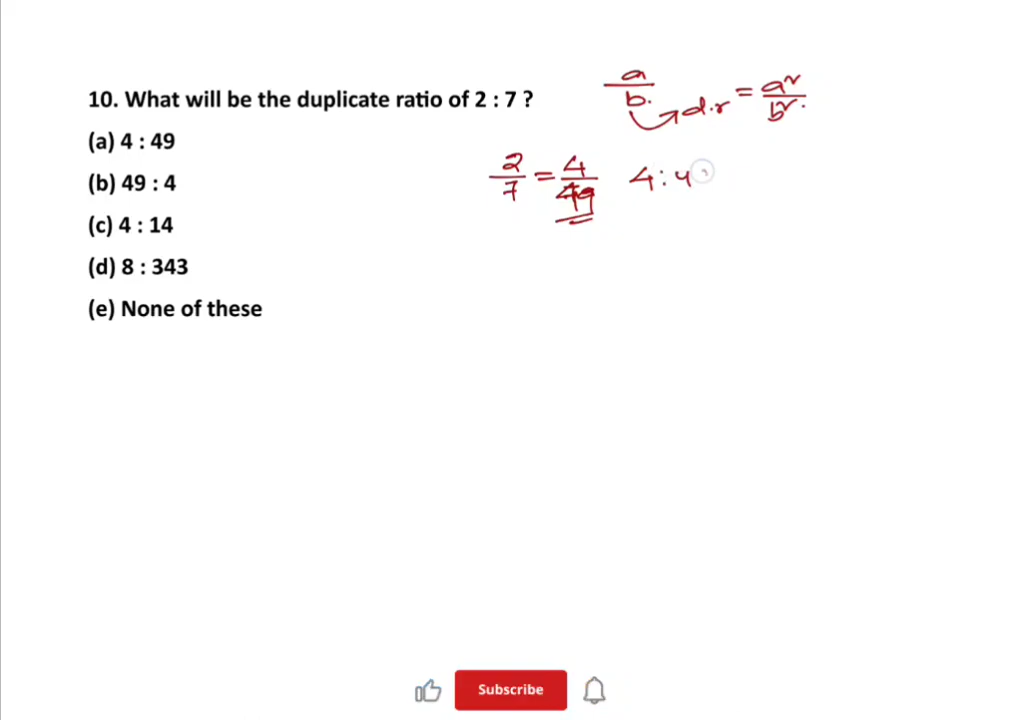 10. What will be the duplicate ratio of 2 : 7 ?
(a) 4 : 49
(b) 49 : 4
(c) 4 : 14
(d) 8 : 343
(e) None of these
a/b. d.r = a²/b².
2/7 = 4/49 4 : 4
Subscribe